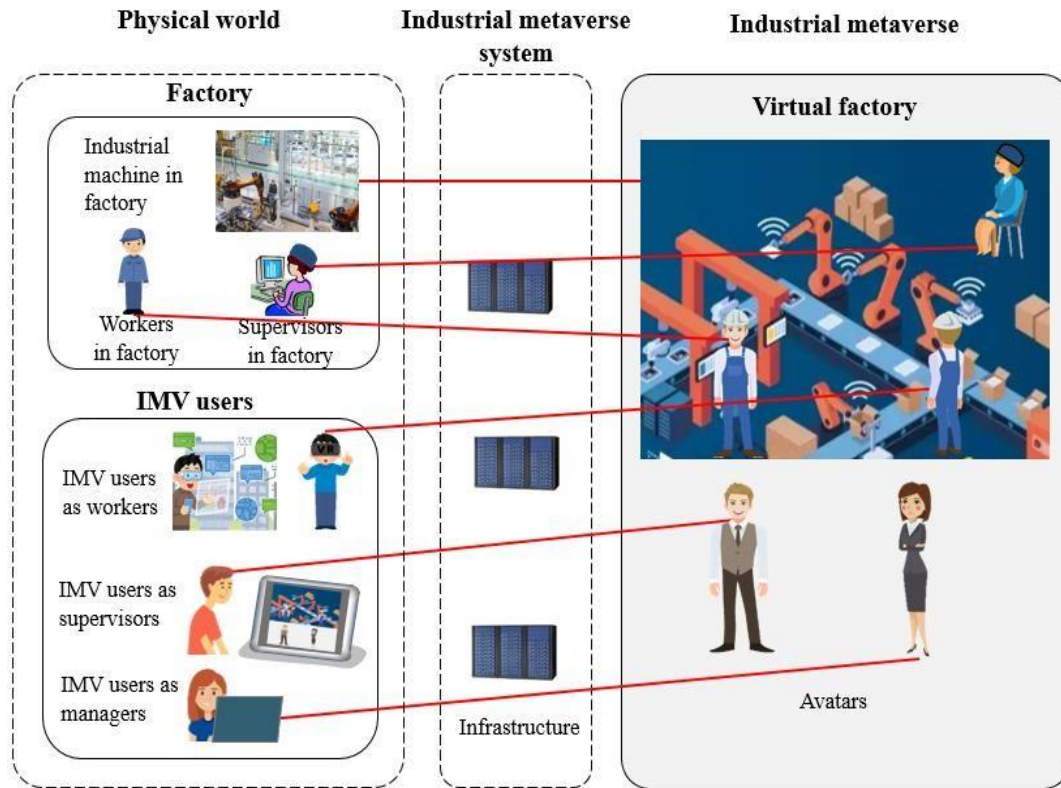 Physical world
Industrial metaverse
system
Industrial metaverse
Factory
Industrial
machine in
factory
Workers
in factory
Supervisors
in factory
IMV users
IMV users
as workers
VR
IMV users as
supervisors
IMV users as
managers
Infrastructure
Virtual factory
Avatars